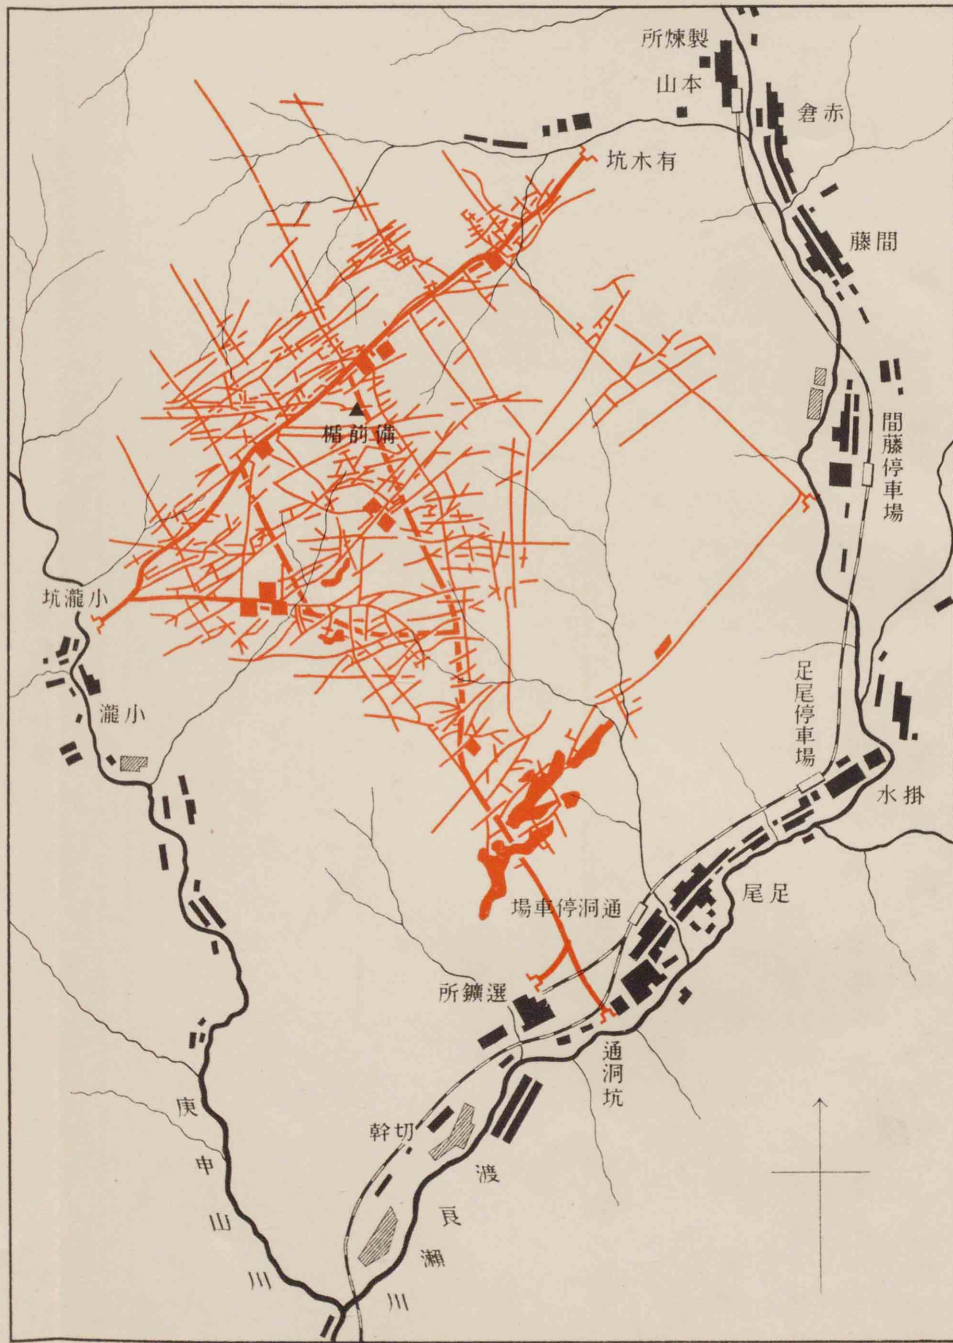 所煉製
山本
倉赤
坑木有
藤間
間藤停車場
楯前備
坑瀧小
瀧小
足尾停車場
水掛
尾足
場車停洞通
所鑛選
通洞坑
幹切
庚申山川
渡良瀬川